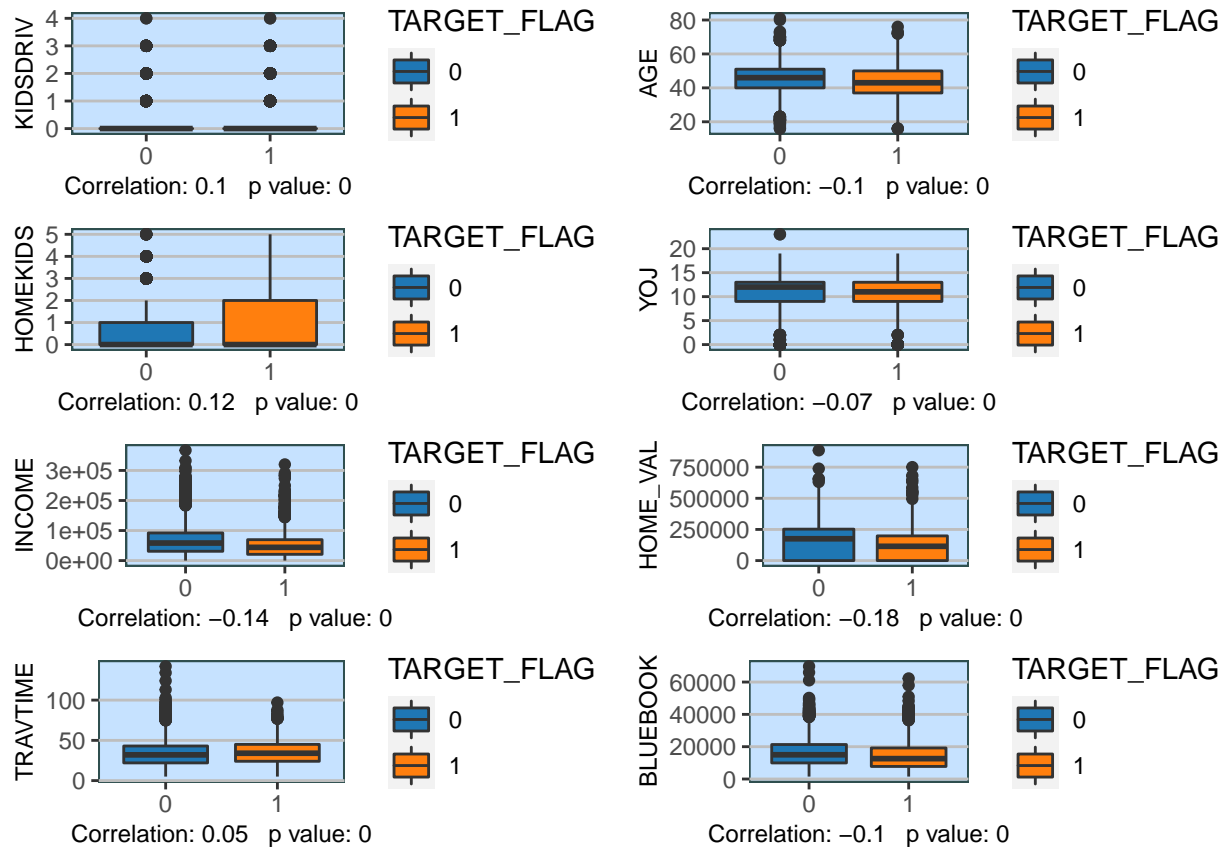 KIDSDRIV
4
3
2
1
0
0 1
Correlation: 0.1 p value: 0
TARGET_FLAG
0
1
AGE
80
60
40
20
0 1
Correlation: −0.1 p value: 0
TARGET_FLAG
0
1
HOMEKIDS
5
4
3
2
1
0
0 1
Correlation: 0.12 p value: 0
TARGET_FLAG
0
1
YOJ
20
15
10
5
0
0 1
Correlation: −0.07 p value: 0
TARGET_FLAG
0
1
INCOME
3e+05
2e+05
1e+05
0e+00
0 1
Correlation: −0.14 p value: 0
TARGET_FLAG
0
1
HOME_VAL
750000
500000
250000
0
0 1
Correlation: −0.18 p value: 0
TARGET_FLAG
0
1
TRAVTIME
100
50
0
0 1
Correlation: 0.05 p value: 0
TARGET_FLAG
0
1
BLUEBOOK
60000
40000
20000
0
0 1
Correlation: −0.1 p value: 0
TARGET_FLAG
0
1